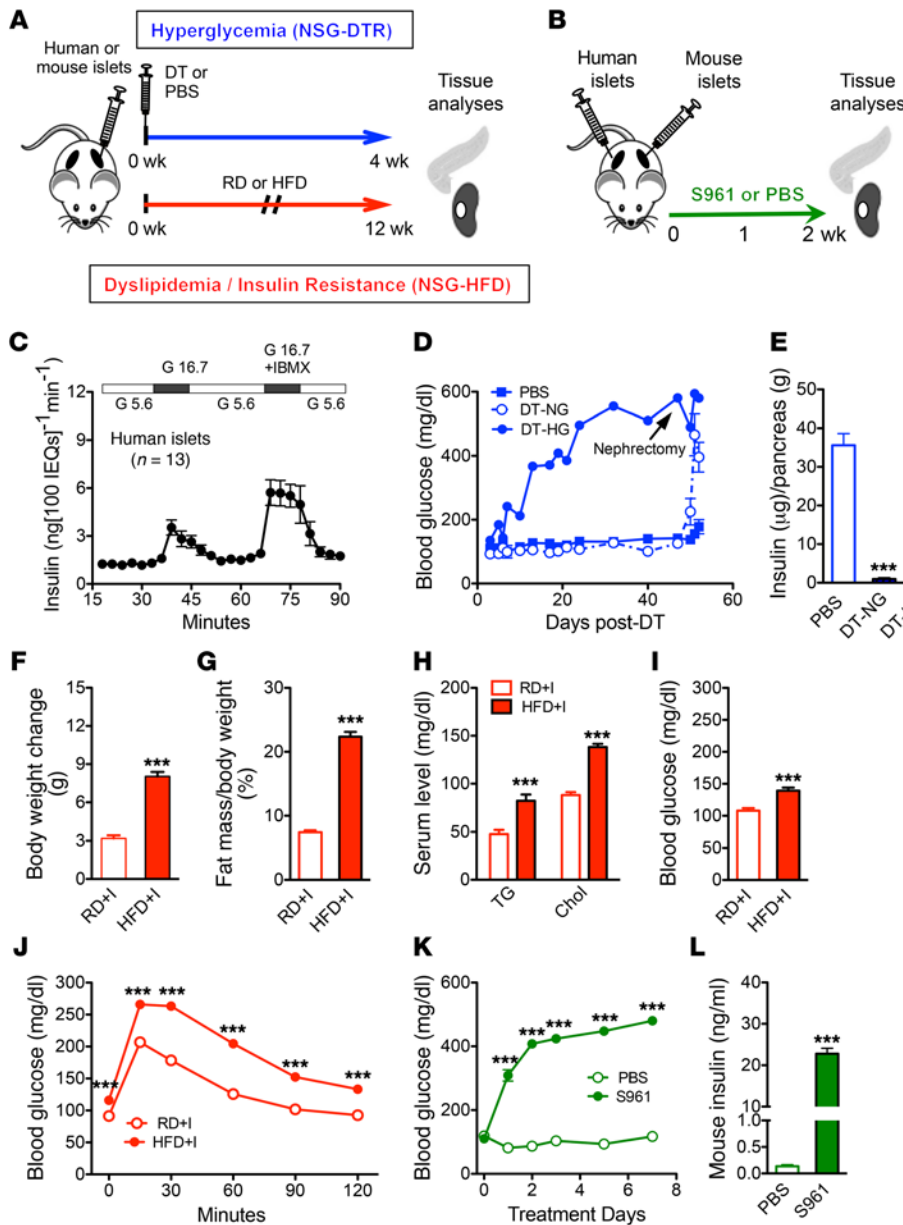 A
Hyperglycemia (NSG-DTR)
Human or
mouse islets
DT or
PBS
Tissue
analyses
0 wk
4 wk
RD or HFD
0 wk
12 wk
Dyslipidemia / Insulin Resistance (NSG-HFD)
B
Human
islets
Mouse
islets
Tissue
analyses
S961 or PBS
0 1 2 wk
C
G 16.7
G 16.7
+IBMX
G 5.6 G 5.6 G 5.6
Human islets
(n = 13)
Insulin (ng[100 IEQs]-1min-1)
12
9
6
3
0
15 30 45 60 75 90
Minutes
D
Blood glucose (mg/dl)
600
400
200
0
PBS
DT-NG
DT-HG
Nephrectomy
0 20 40 60
Days post-DT
E
Insulin (μg)/pancreas (g)
50
40
30
20
10
0
***
PBS
DT-NG
F
Body weight change
(g)
15
12
9
6
3
0
***
RD+I
HFD+I
G
Fat mass/body weight
(%)
30
20
10
0
***
RD+I
HFD+I
H
Serum level (mg/dl)
200
150
100
50
0
RD+I
HFD+I
***
***
TG
Chol
I
Blood glucose (mg/dl)
300
250
200
150
100
50
0
***
RD+I
HFD+I
J
Blood glucose (mg/dl)
300
250
200
150
100
50
0
***
*** ***
***
***
***
RD+I
HFD+I
0 30 60 90 120
Minutes
K
Blood glucose (mg/dl)
600
400
200
0
***
*** ***
***
***
PBS
S961
0 2 4 6 8
Treatment Days
L
Mouse insulin (ng/ml)
40
30
20
10
1.0
0.5
0.0
***
PBS
S961